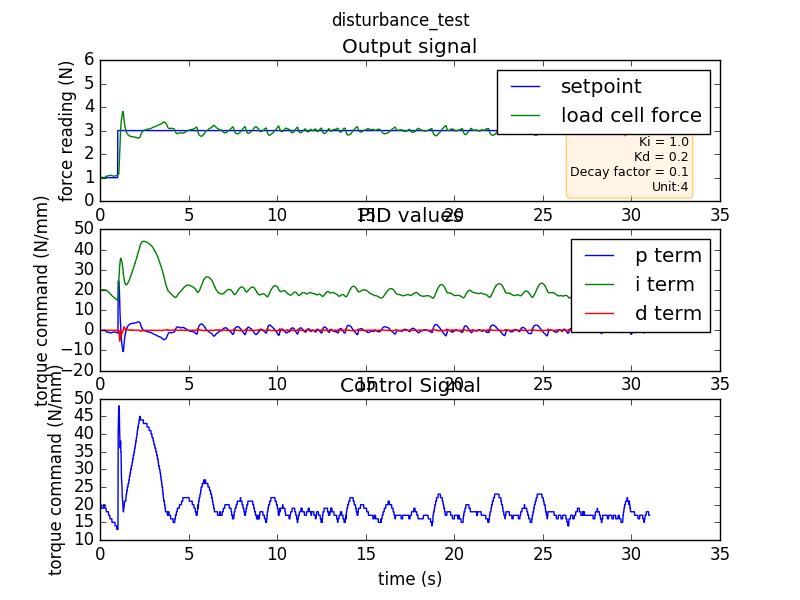 disturbance_test
Output signal
6
5
4
3
2
1
0
force reading (N)
setpoint
load cell force
Ki = 1.0
Kd = 0.2
Decay factor = 0.1
Unit:4
0 5 10 15 20 25 30 35
PID values
50
40
30
20
10
0
−10
−20
torque command (N/mm)
p term
i term
d term
0 5 10 15 20 25 30 35
Control Signal
50
45
40
35
30
25
20
15
10
torque command (N/mm)
0 5 10 15 20 25 30 35
time (s)